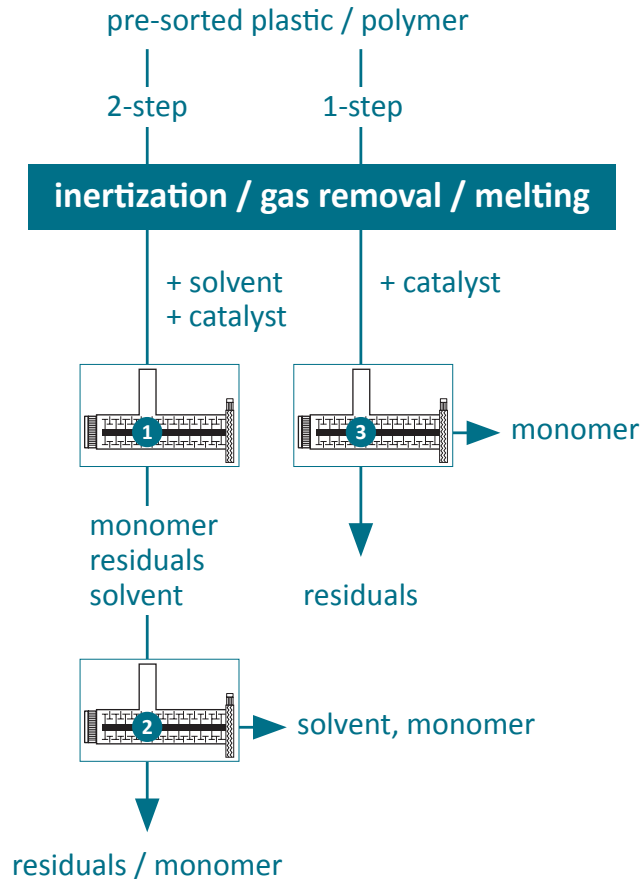 pre-sorted plastic / polymer
2-step
1-step
inertization / gas removal / melting
+ solvent
+ catalyst
+ catalyst
1
3
monomer
monomer
residuals
solvent
residuals
2
solvent, monomer
residuals / monomer